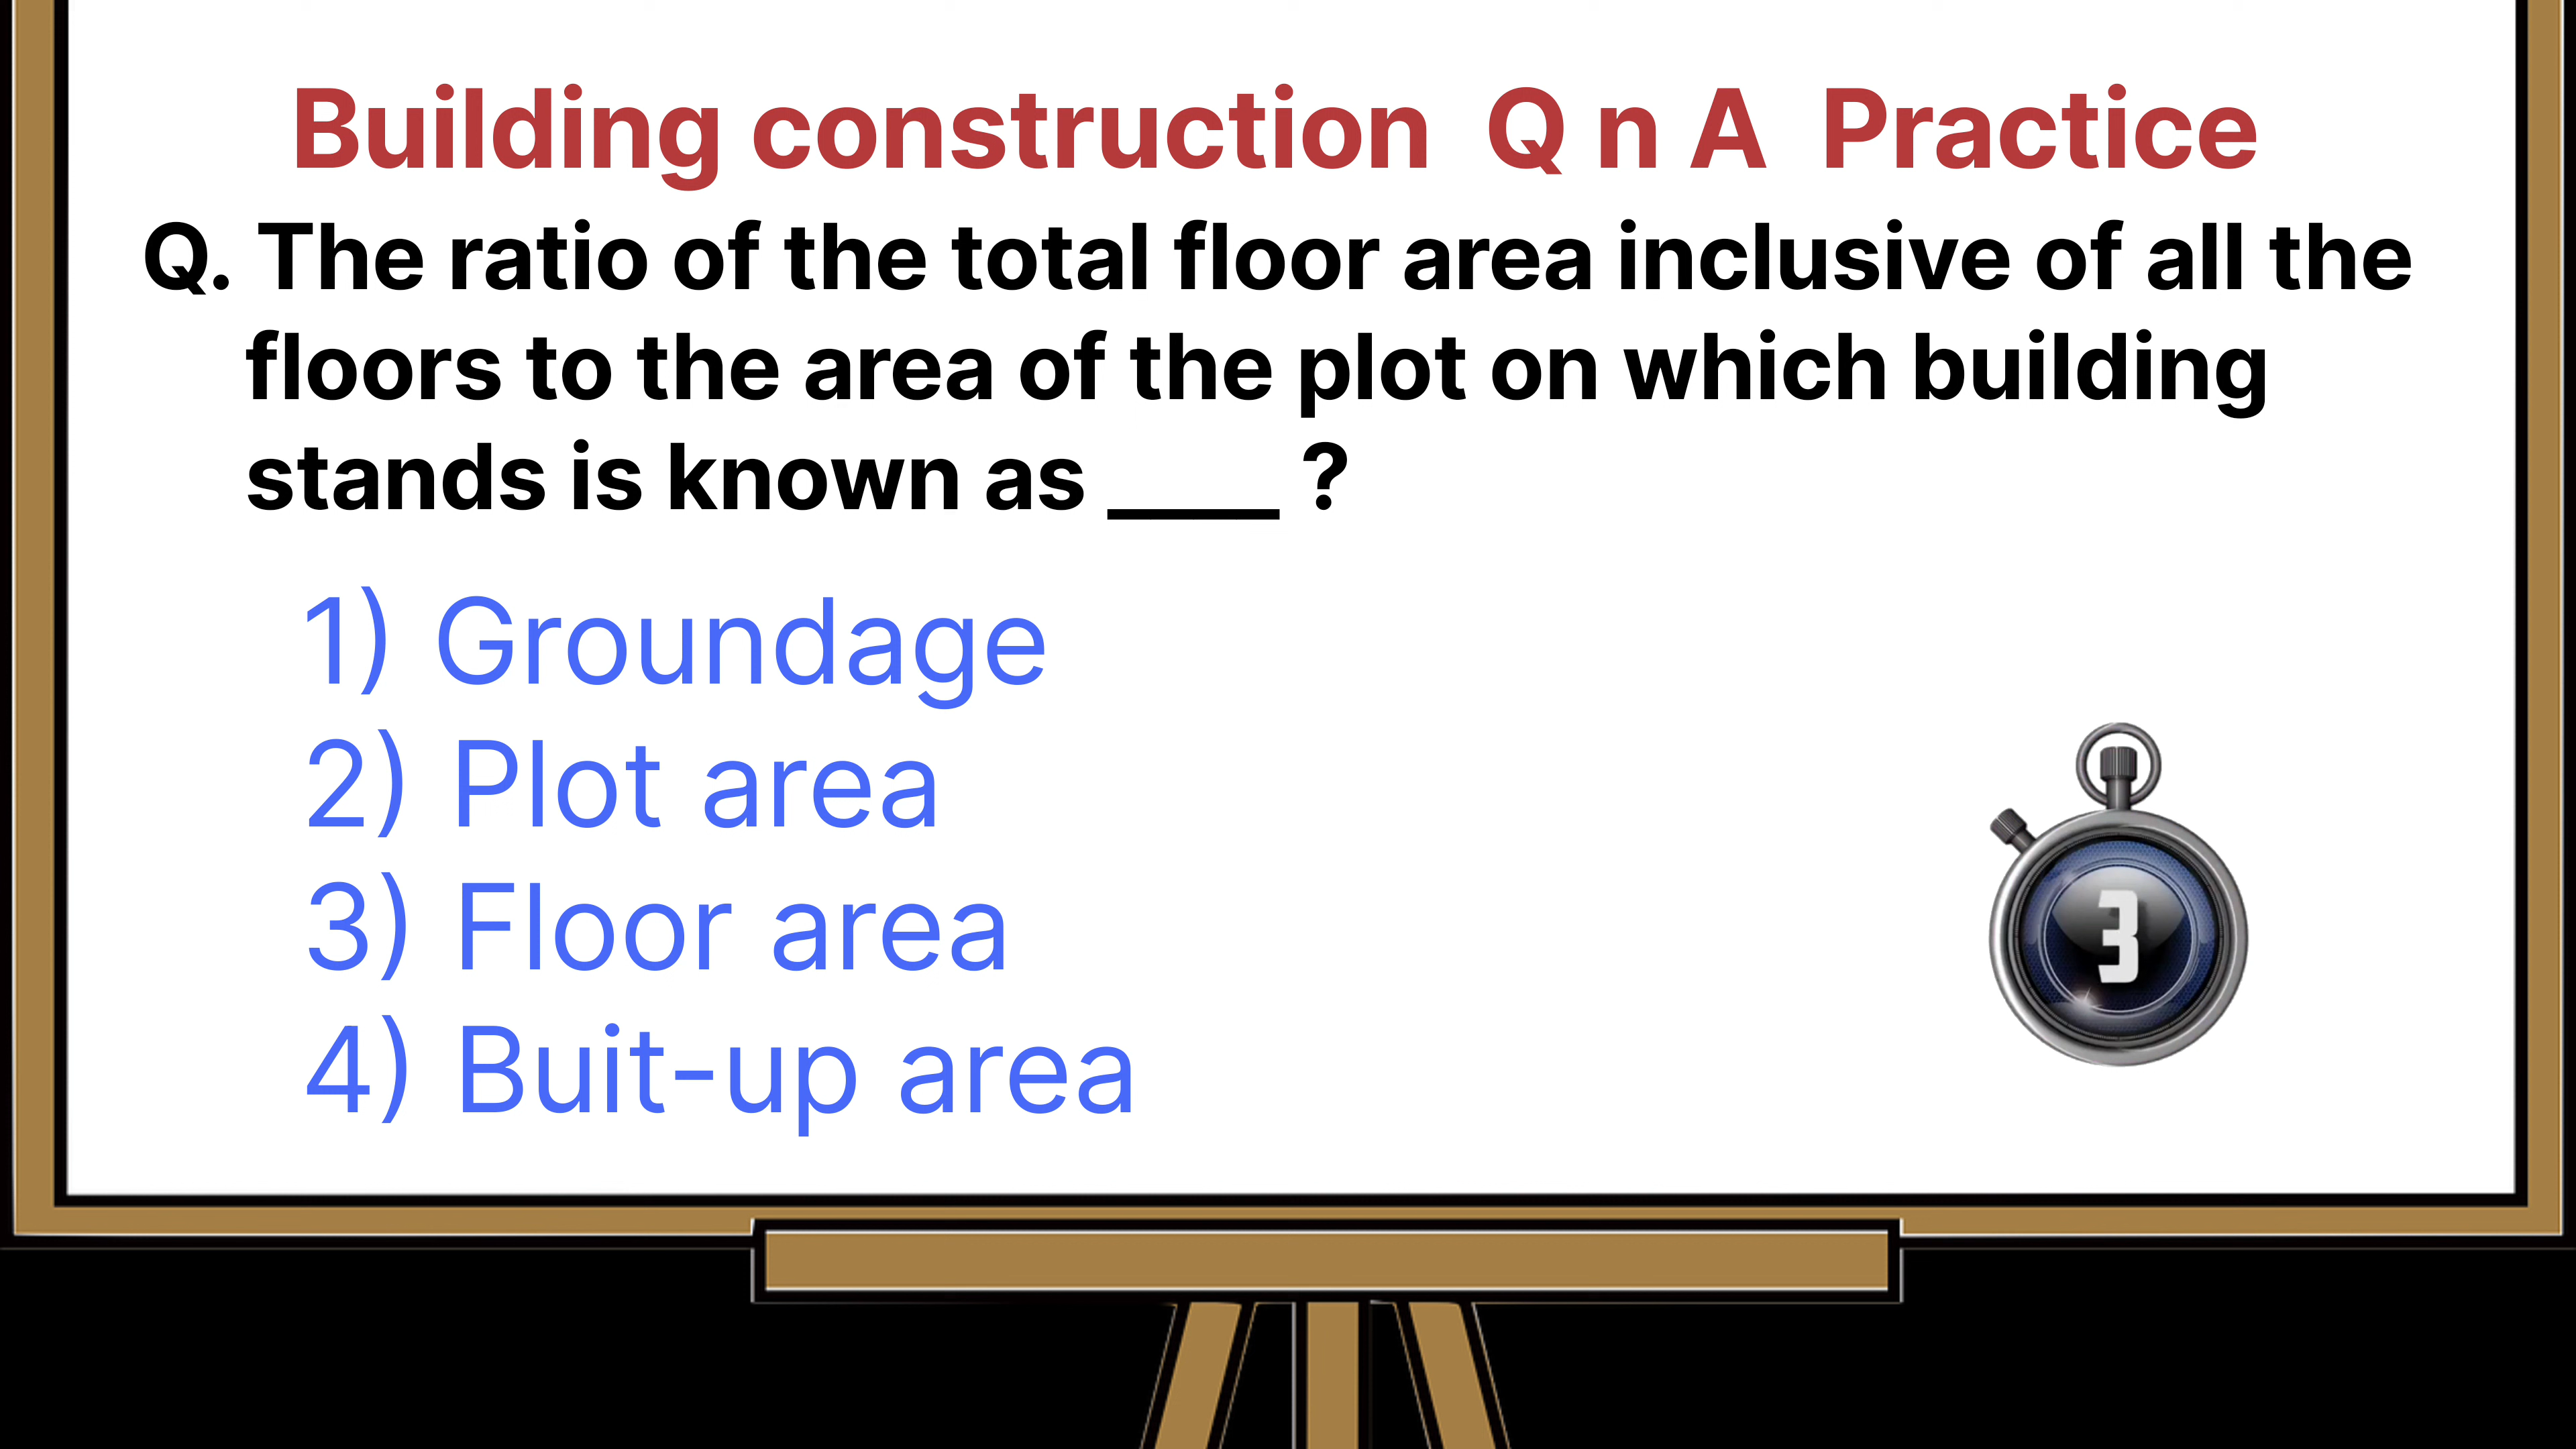 Building construction Q n A Practice
Q. The ratio of the total floor area inclusive of all the
floors to the area of the plot on which building
stands is known as ____ ?
1) Groundage
2) Plot area
3) Floor area
4) Buit-up area
3